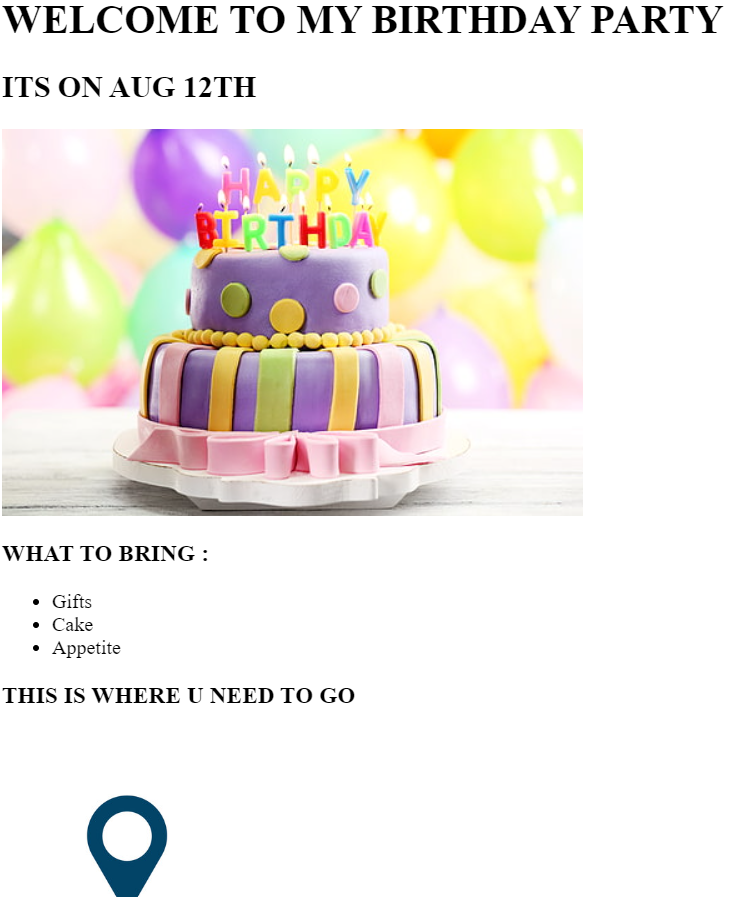 WELCOME TO MY BIRTHDAY PARTY
ITS ON AUG 12TH
HAPPY
BIRTHDAY
WHAT TO BRING :
Gifts
Cake
Appetite
THIS IS WHERE U NEED TO GO